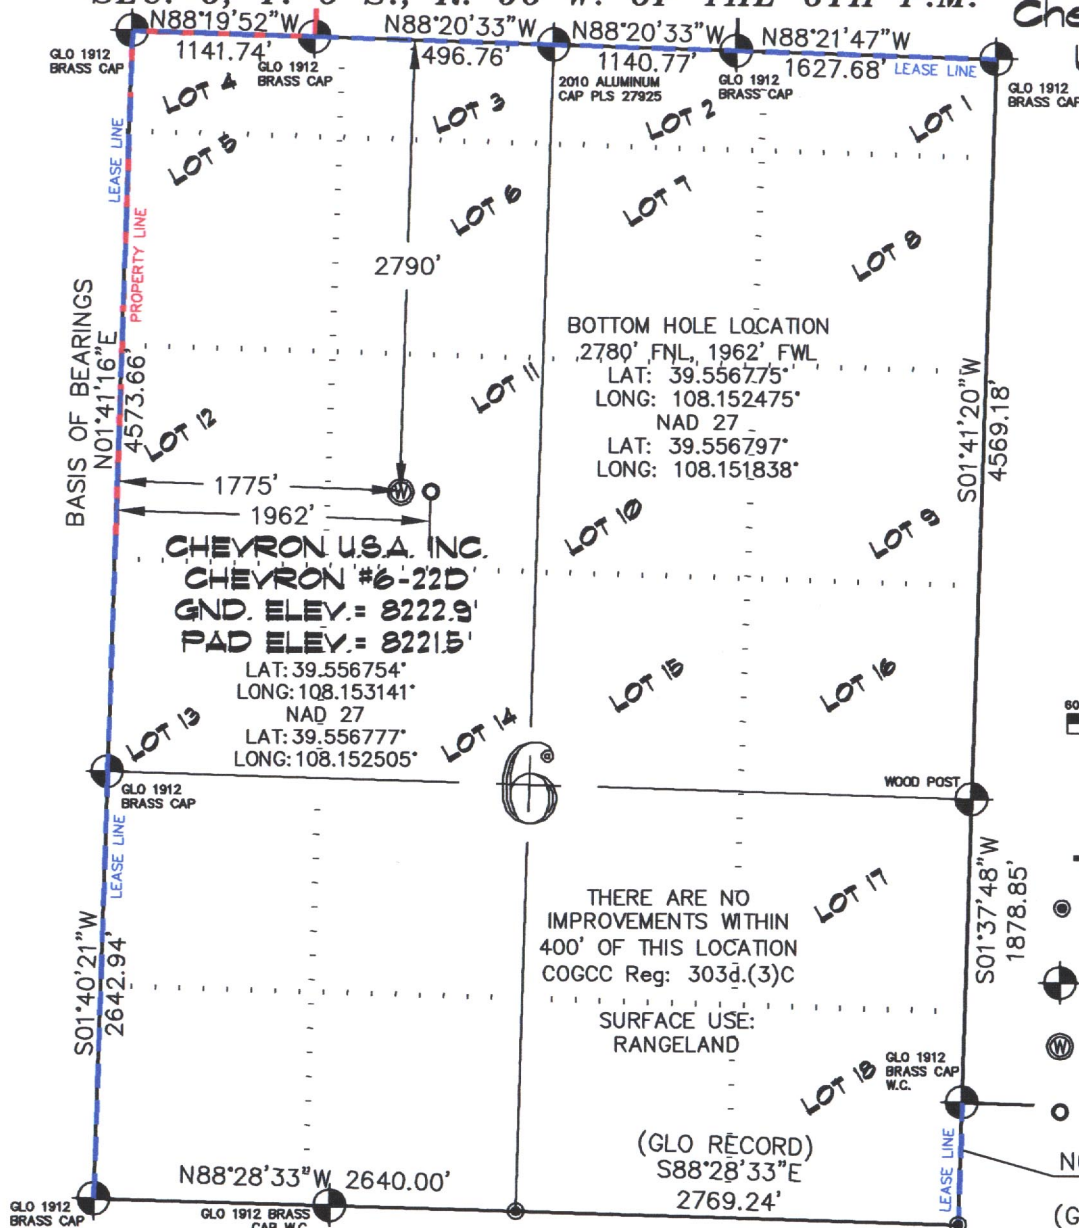 N88°19'52"W
N88°20'33"W
N88°20'33"W
N88°21'47"W
1141.74'
496.76'
1140.77'
1627.68'
LEASE LINE
GLO 1912
BRASS CAP
GLO 1912
BRASS CAP
2010 ALUMINUM
CAP PLS 27925
GLO 1912
BRASS CAP
GLO 1912
BRASS CAP
LOT 4
LOT 3
LOT 2
LOT 1
LOT 5
LOT 6
LOT 7
LOT 8
LEASE LINE
PROPERTY LINE
2790'
BASIS OF BEARINGS
N01°41'16"E
4573.66'
BOTTOM HOLE LOCATION
2780' FNL, 1962' FWL
LAT: 39.556775°
LONG: 108.152475°
NAD 27
LAT: 39.556797°
LONG: 108.151838°
S01°41'20"W
4569.18'
LOT 12
LOT 11
LOT 10
LOT 9
1775'
W
1962'
CHEVRON U.S.A. INC.
CHEVRON #6-22D
GND. ELEV.= 8222.9'
PAD ELEV.= 8221.5'
LAT: 39.556754°
LONG: 108.153141°
NAD 27
LAT: 39.556777°
LONG: 108.152505°
LOT 13
LOT 14
LOT 15
LOT 16
6
GLO 1912
BRASS CAP
WOOD POST
LEASE LINE
S01°40'21"W
2642.94'
THERE ARE NO
IMPROVEMENTS WITHIN
400' OF THIS LOCATION
COGCC Reg: 303d.(3)C
SURFACE USE:
RANGELAND
LOT 17
S01°37'48"W
1878.85'
W
LOT 18
GLO 1912
BRASS CAP
W.C.
LEASE LINE
(GLO RECORD)
S88°28'33"E
2769.24'
N88°28'33"W 2640.00'
GLO 1912
BRASS CAP
GLO 1912 BRASS
CAP W.C.